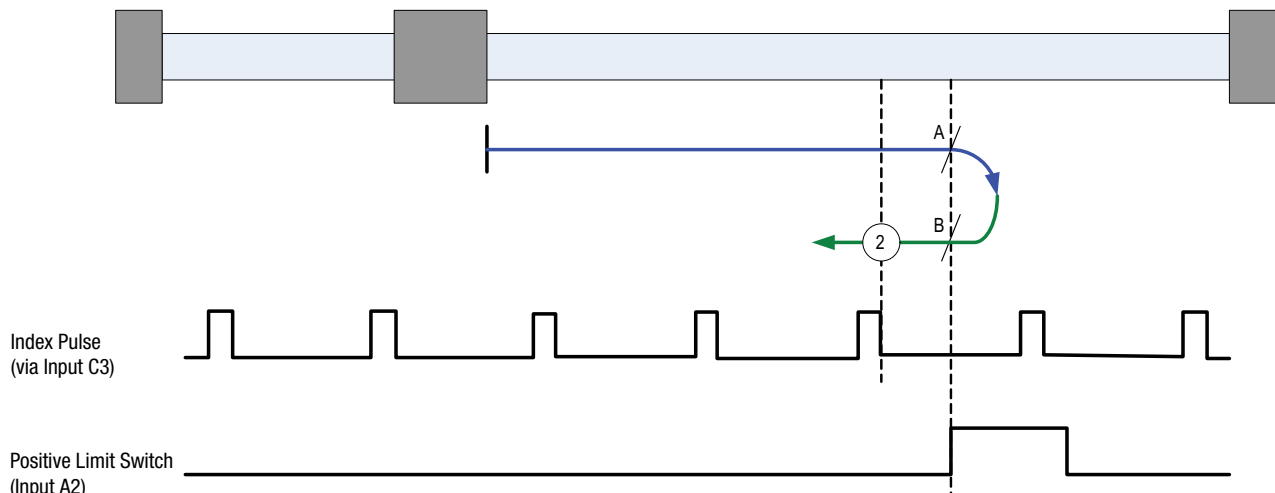 A
B
2
Index Pulse
(via Input C3)
Positive Limit Switch
(Input A2)